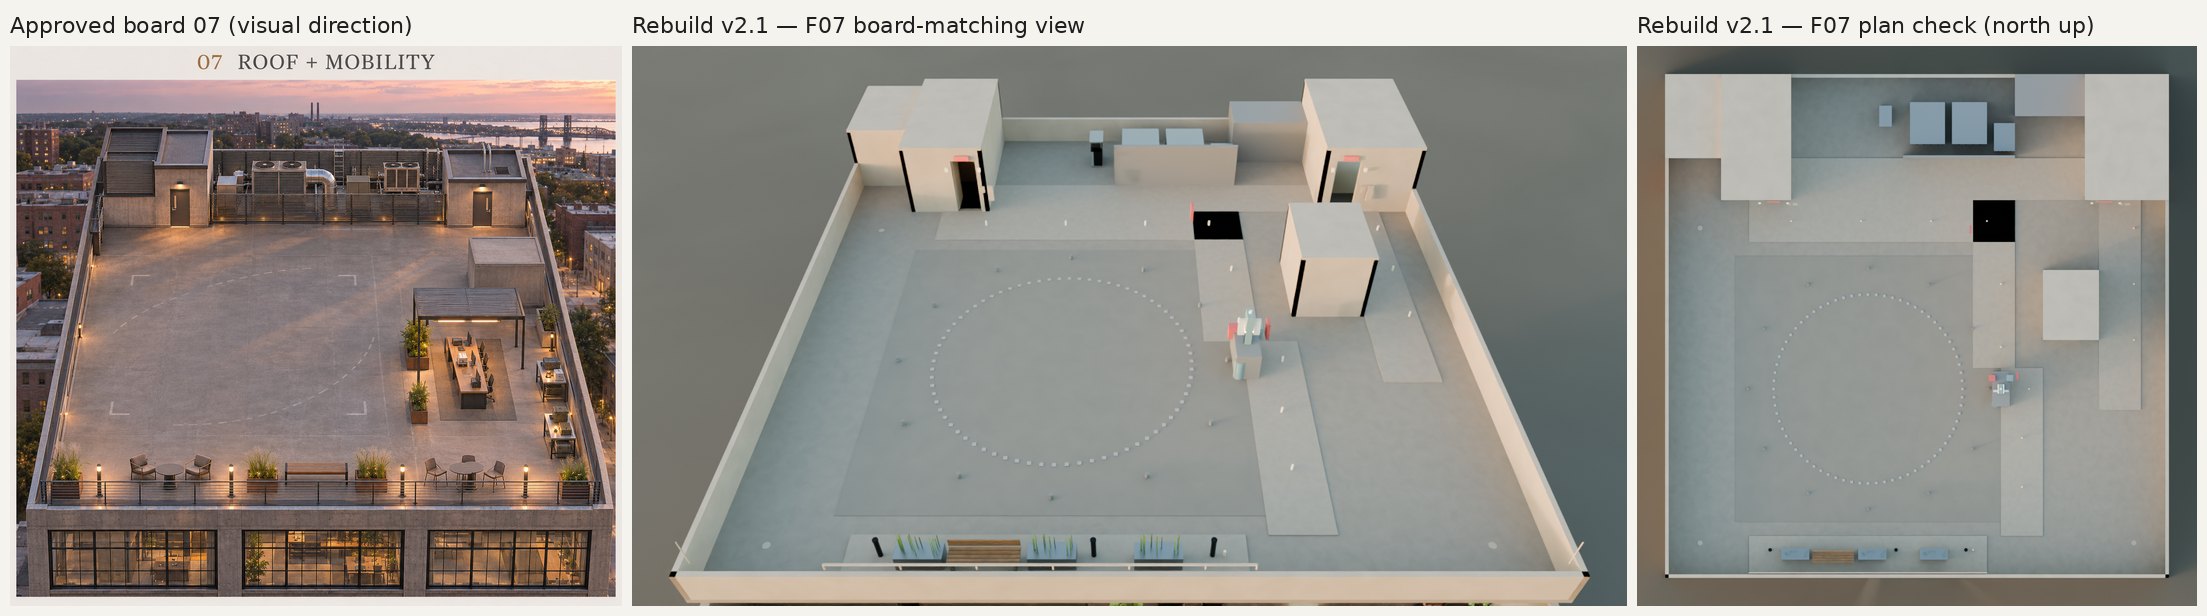 Approved board 07 (visual direction)
Rebuild v2.1 — F07 board-matching view
Rebuild v2.1 — F07 plan check (north up)
07 ROOF + MOBILITY